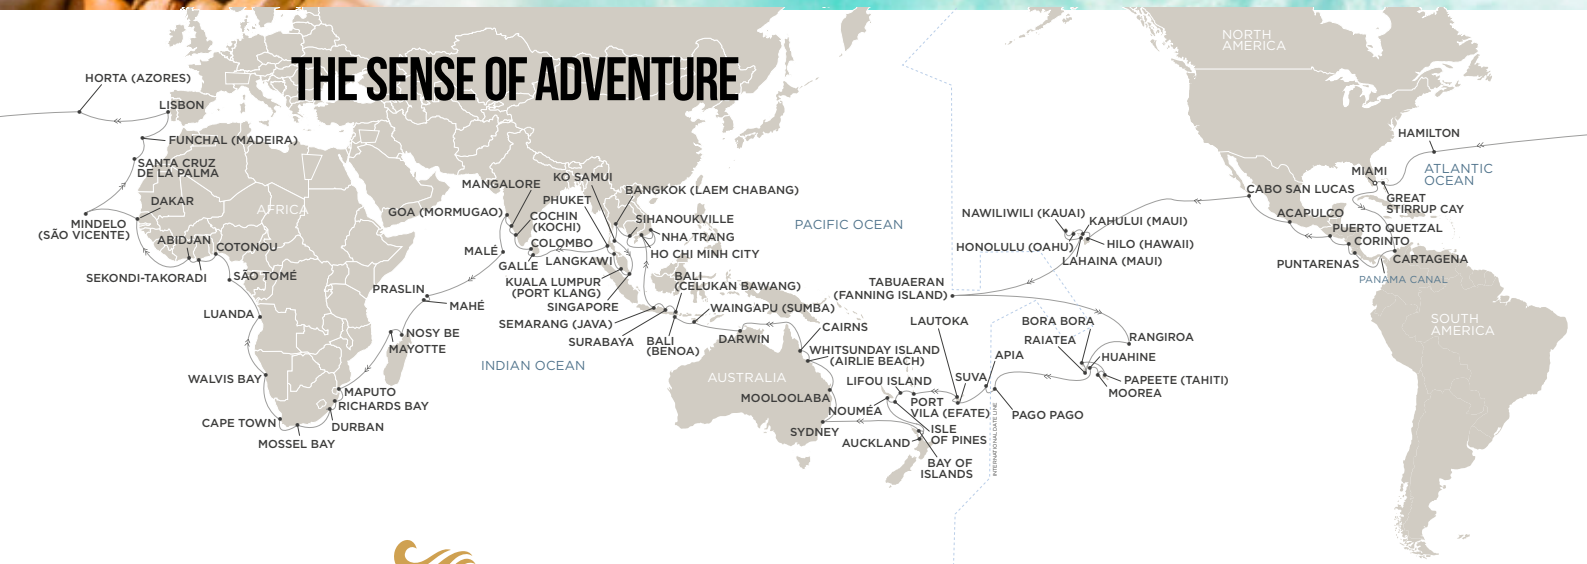 THE SENSE OF ADVENTURE
NORTH
AMERICA
HORTA (AZORES)
LISBON
FUNCHAL (MADEIRA)
SANTA CRUZ
DE LA PALMA
DAKAR
AFRICA
MINDELO
(SÃO VICENTE)
ABIDJAN
COTONOU
SEKONDI-TAKORADI
SÃO TOMÉ
LUANDA
WALVIS BAY
CAPE TOWN
MOSSEL BAY
DURBAN
RICHARDS BAY
MAPUTO
MAYOTTE
NOSY BE
MAHÉ
PRASLIN
MALÉ
GOA (MORMUGAO)
MANGALORE
COCHIN
(KOCHI)
COLOMBO
GALLE
LANGKAWI
PHUKET
KO SAMUI
BANGKOK (LAEM CHABANG)
SIHANOUKVILLE
NHA TRANG
HO CHI MINH CITY
KUALA LUMPUR
(PORT KLANG)
SINGAPORE
SEMARANG (JAVA)
SURABAYA
BALI
(CELUKAN BAWANG)
BALI
(BENOA)
WAINGAPU (SUMBA)
DARWIN
INDIAN OCEAN
AUSTRALIA
CAIRNS
WHITSUNDAY ISLAND
(AIRLIE BEACH)
MOOLOOLABA
SYDNEY
AUCKLAND
BAY OF
ISLANDS
ISLE
OF PINES
NOUMÉA
LIFOU ISLAND
PORT
VILA (EFATE)
LAUTOKA
SUVA
APIA
PAGO PAGO
INTERNATIONAL DATE LINE
PACIFIC OCEAN
BORA BORA
RAIATEA
HUAHINE
PAPEETE (TAHITI)
MOOREA
RANGIROA
TABUAERAN
(FANNING ISLAND)
NAWILIWILI (KAUAI)
KAHULUI (MAUI)
HONOLULU (OAHU)
HILO (HAWAII)
LAHAINA (MAUI)
CABO SAN LUCAS
ACAPULCO
PUERTO QUETZAL
CORINTO
PUNTARENAS
CARTAGENA
PANAMA CANAL
MIAMI
GREAT
STIRRUP CAY
HAMILTON
ATLANTIC
OCEAN
SOUTH
AMERICA